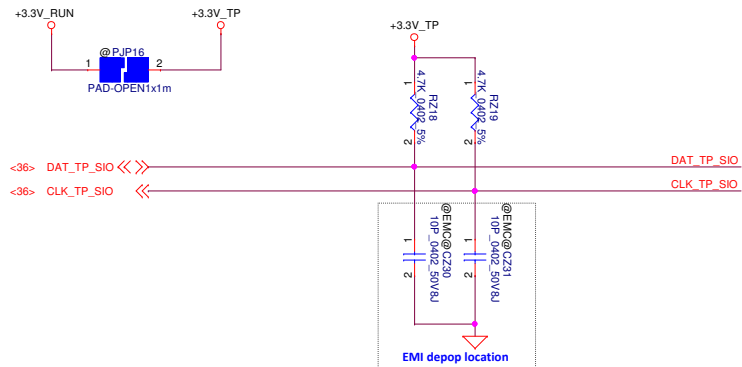 +3.3V_RUN
+3.3V_TP
@PJP16
1
2
PAD-OPEN1x1m
+3.3V_TP
1
2
4.7K_0402_5%
RZ18
1
2
4.7K_0402_5%
RZ19
<36> DAT_TP_SIO
DAT_TP_SIO
<36> CLK_TP_SIO
CLK_TP_SIO
1
2
@EMC@CZ30
10P_0402_50V8J
1
2
@EMC@CZ31
10P_0402_50V8J
EMI depop location